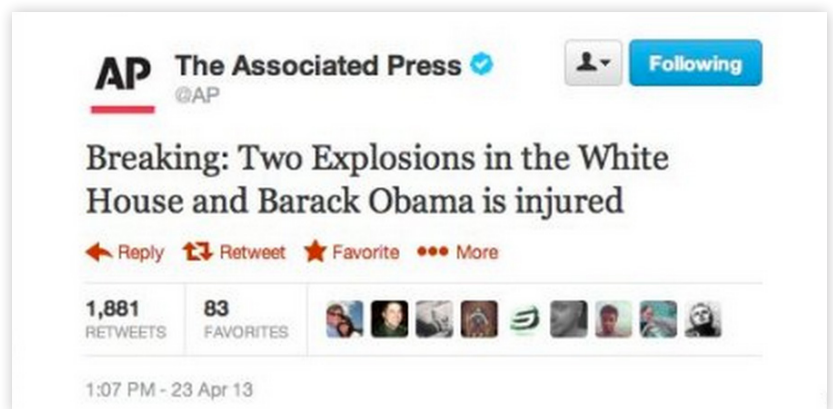 AP The Associated Press
@AP
Following
Breaking: Two Explosions in the White
House and Barack Obama is injured
Reply Retweet Favorite More
1,881 83
RETWEETS FAVORITES
1:07 PM - 23 Apr 13